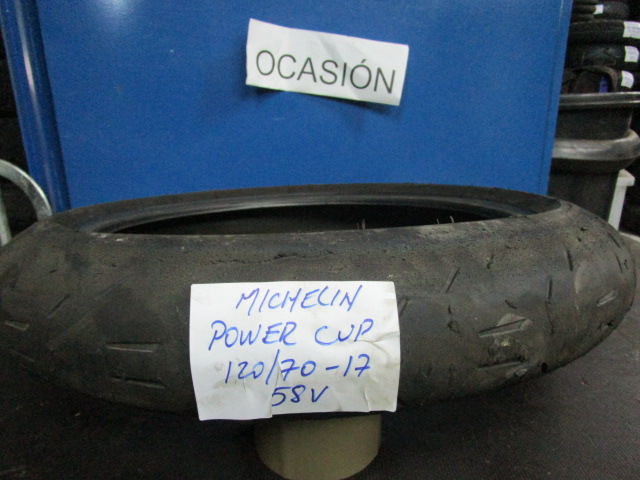 OCASIÓN
MICHELIN
POWER CUP
120/70-17
58V